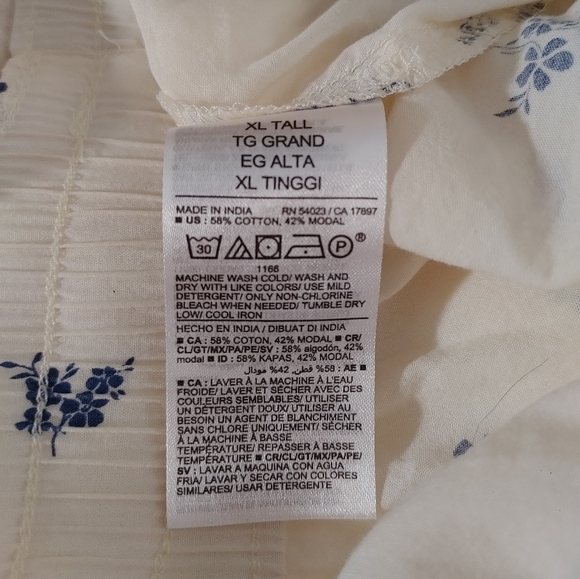 XL TALL
TG GRAND
EG ALTA
XL TINGGI
MADE IN INDIA RN 54023 / CA 17897
■ US : 58% COTTON, 42% MODAL
30 P ®
1166
MACHINE WASH COLD/ WASH AND
DRY WITH LIKE COLORS/ USE MILD
DETERGENT/ ONLY NON-CHLORINE
BLEACH WHEN NEEDED/ TUMBLE DRY
LOW/ COOL IRON
HECHO EN INDIA / DIBUAT DI INDIA
■ CA : 58% COTON, 42% MODAL ■ CR/
CL/GT/MX/PA/PE/SV : 58% algodón, 42%
modal ■ ID : 58% KAPAS, 42% MODAL
■ AE : 58% قطن, 42% مودال
■ CA : LAVER À LA MACHINE À L'EAU
FROIDE/ LAVER ET SÉCHER AVEC DES
COULEURS SEMBLABLES/ UTILISER
UN DÉTERGENT DOUX/ UTILISER AU
BESOIN UN AGENT DE BLANCHIMENT
SANS CHLORE UNIQUEMENT/ SÉCHER
À LA MACHINE À BASSE
TEMPÉRATURE/ REPASSER À BASSE
TEMPÉRATURE ■ CR/CL/GT/MX/PA/PE/
SV : LAVAR A MAQUINA CON AGUA
FRIA/ LAVAR Y SECAR CON COLORES
SIMILARES/ USAR DETERGENTE